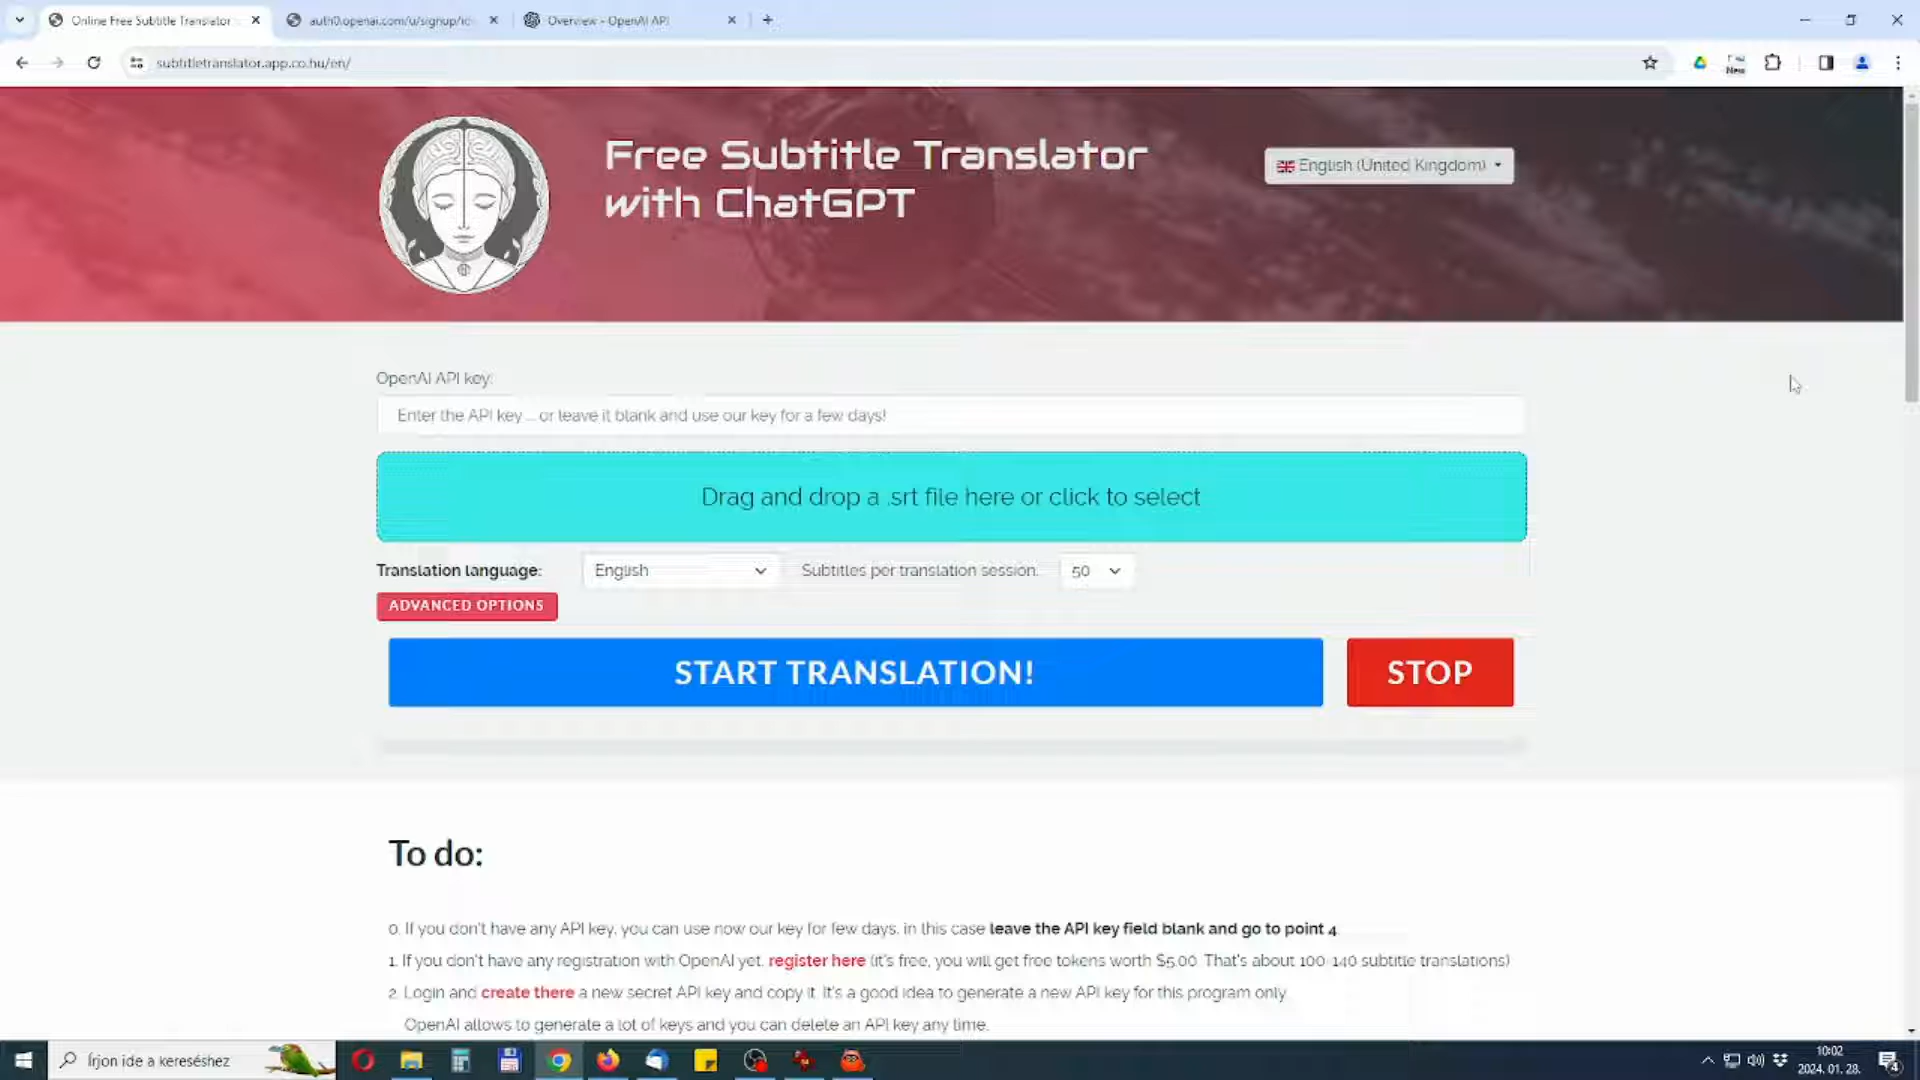 Online Free Subtitle Translator
auth0.openai.com/u/signup/ic
Overview - OpenAI API
subtitletranslator.app.co.hu/en/
New
Free Subtitle Translator
with ChatGPT
English (United Kingdom)
OpenAI API key:
Enter the API key ... or leave it blank and use our key for a few days!
Drag and drop a .srt file here or click to select
Translation language:
English
Subtitles per translation session:
50
ADVANCED OPTIONS
START TRANSLATION!
STOP
To do:
0. If you don't have any API key, you can use now our key for few days, in this case leave the API key field blank and go to point 4
1. If you don't have any registration with OpenAI yet, register here (it's free, you will get free tokens worth $5.00. That's about 100-140 subtitle translations)
2. Login and create there a new secret API key and copy it. It's a good idea to generate a new API key for this program only.
OpenAI allows to generate a lot of keys and you can delete an API key any time.
Írjon ide a kereséshez
10:02
2024. 01. 28.
4